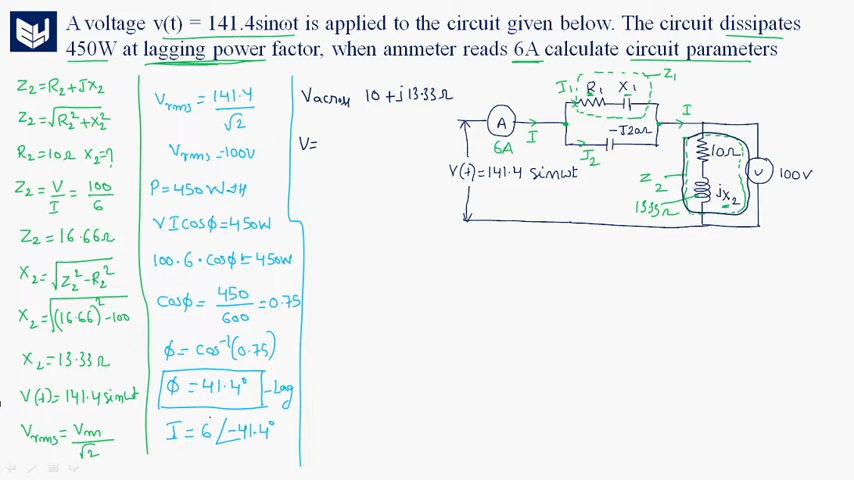 A voltage v(t) = 141.4sinot is applied to the circuit given below. The circuit dissipates
450W at lagging power factor, when ammeter reads 6A calculate circuit parameters
Z2 = R2 + Jx2
Z2 = √R2² + X2²
R2 = 10Ω X2 = ?
Z2 = V/I = 100/6
Z2 = 16.66Ω
X2 = √Z2² - R2²
X2 = √(16.66)² - 100
X2 = 13.33Ω
V(t) = 141.4 sinωt
Vrms = Vm/√2
Vrms = 141.4/√2
Vrms = 100V
P = 450W
V I cosφ = 450W
100 · 6 · cosφ = 450W
cosφ = 450/600 = 0.75
φ = cos⁻¹(0.75)
φ = 41.4° - Lag
I = 6∠-41.4°
Vacross 10 + j13.33Ω
V =
Z1
I1 R1 X1
A
6A
I
I2
-J20Ω
I
V(t) = 141.4 sinωt
Z2
13.33Ω
10Ω
jX2
V
100V